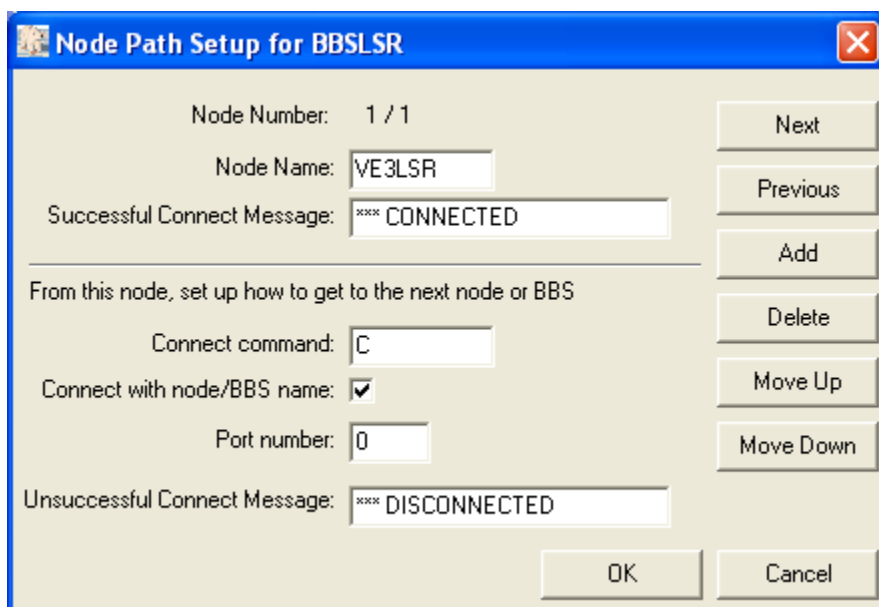 Node Path Setup for BBSLSR
Node Number: 1 / 1
Node Name: VE3LSR
Successful Connect Message: *** CONNECTED
From this node, set up how to get to the next node or BBS
Connect command: C
Connect with node/BBS name:
Port number: 0
Unsuccessful Connect Message: *** DISCONNECTED
Next
Previous
Add
Delete
Move Up
Move Down
OK
Cancel